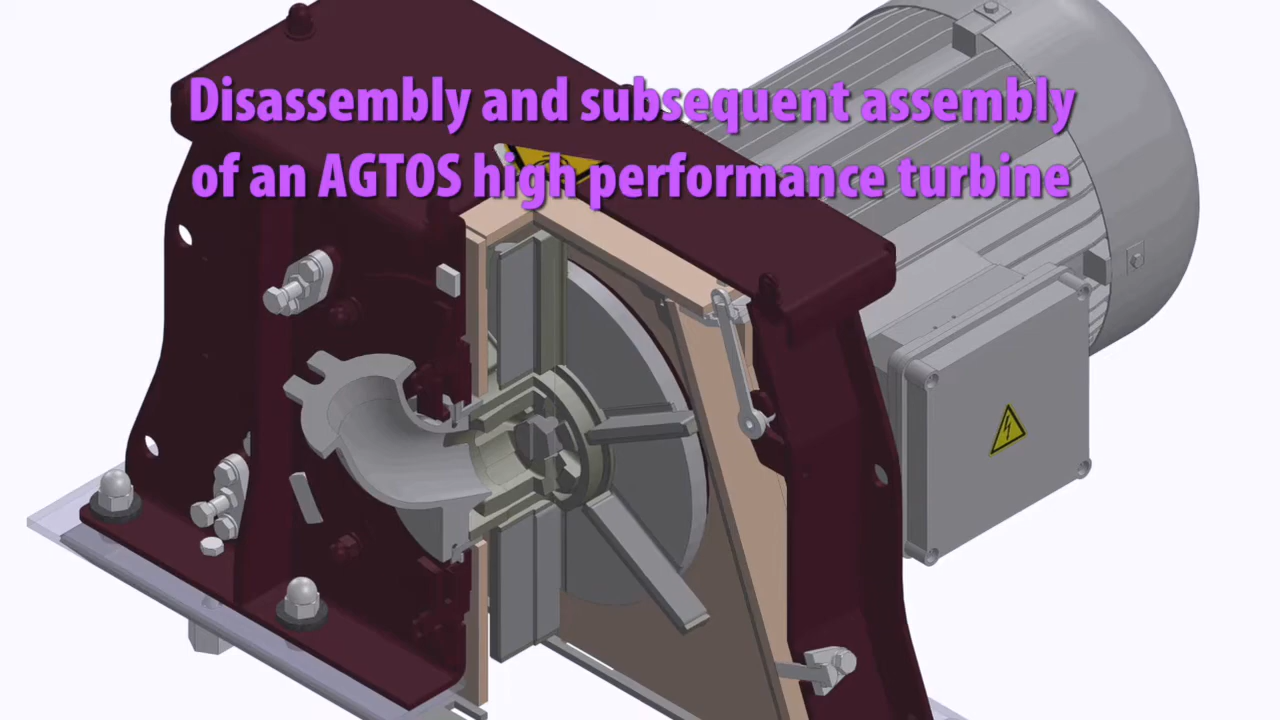 Disassembly and subsequent assembly
of an AGTOS high performance turbine